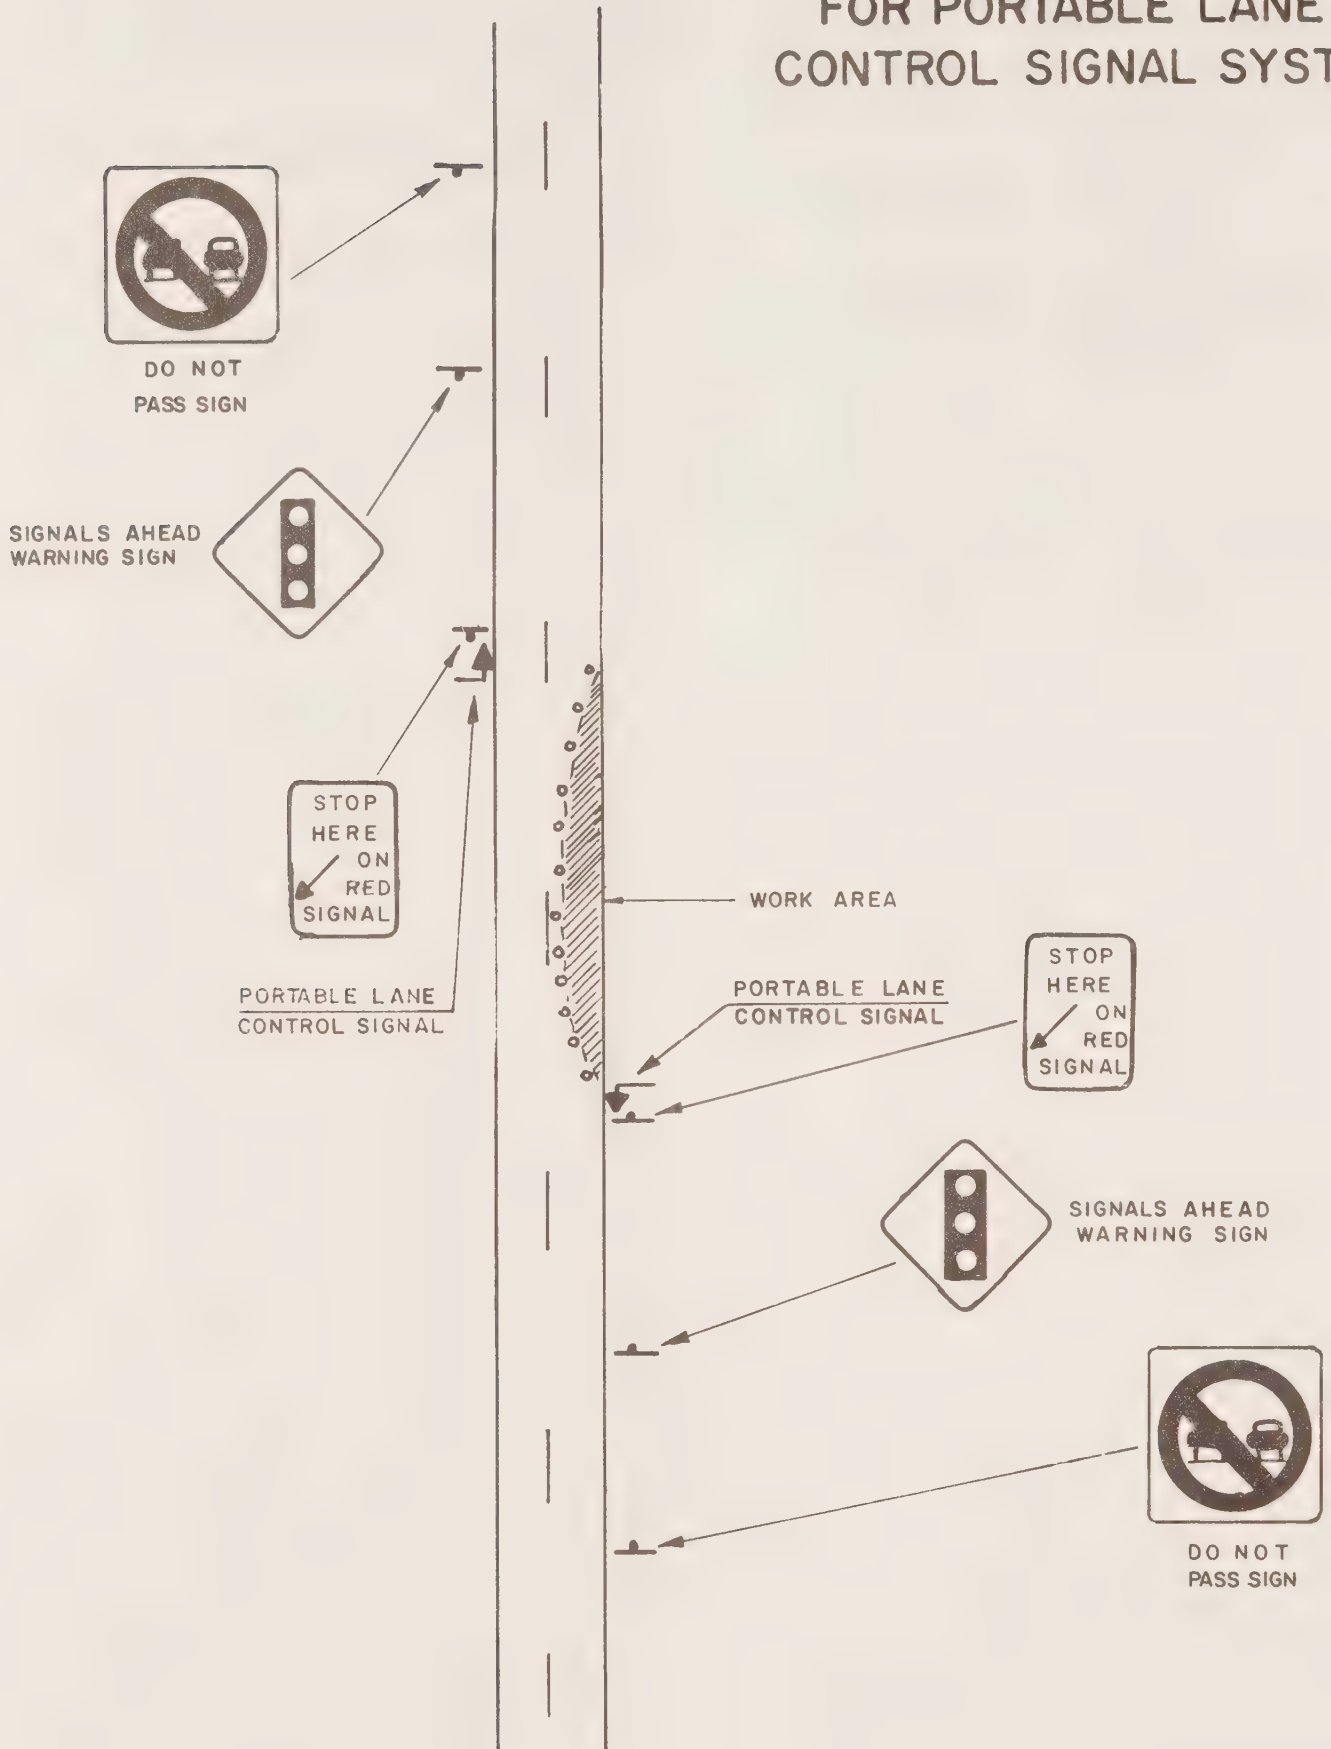 FOR PORTABLE LANE
CONTROL SIGNAL
DO NOT
PASS SIGN
SIGNALS AHEAD
WARNING SIGN
STOP
HERE
ON
RED
SIGNAL
PORTABLE LANE
CONTROL SIGNAL
WORK AREA
PORTABLE LANE
CONTROL SIGNAL
STOP
HERE
ON
RED
SIGNAL
SIGNALS AHEAD
WARNING SIGN
DO NOT
PASS SIGN